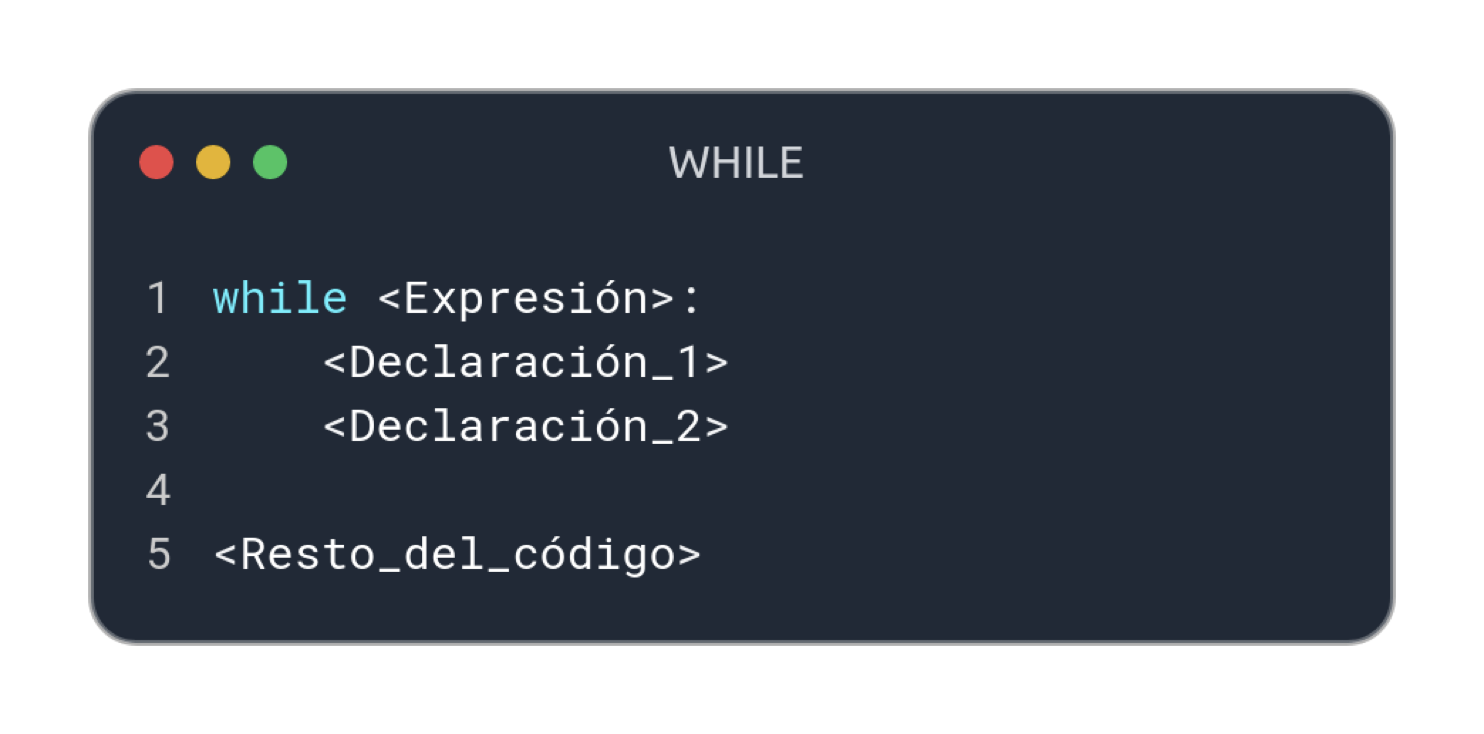 WHILE
1 while <Expresión>:
2     <Declaración_1>
3     <Declaración_2>
4
5 <Resto_del_código>